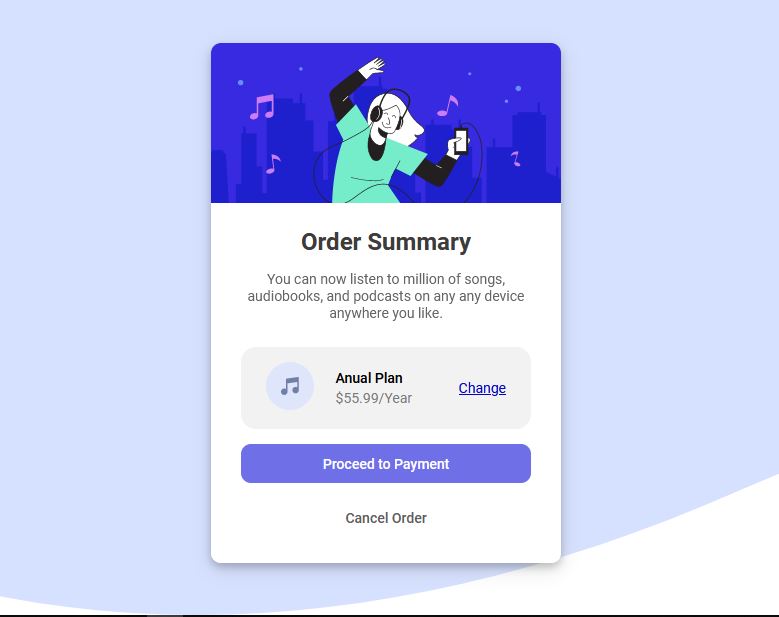 Order Summary
You can now listen to million of songs,
audiobooks, and podcasts on any any device
anywhere you like.
Anual Plan
$55.99/Year
Change
Proceed to Payment
Cancel Order